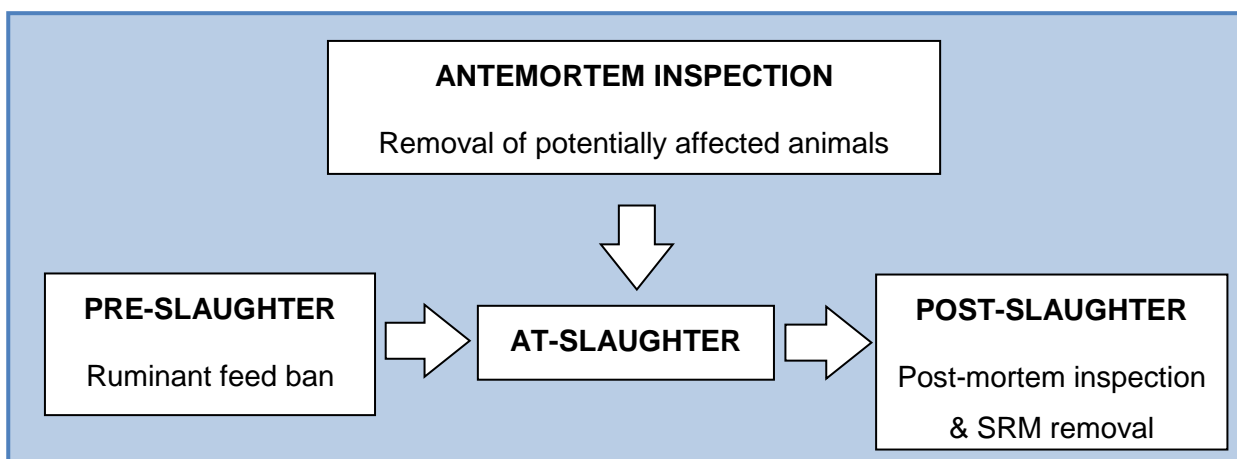 ANTEMORTEM INSPECTION
Removal of potentially affected animals
PRE-SLAUGHTER
Ruminant feed ban
AT-SLAUGHTER
POST-SLAUGHTER
Post-mortem inspection
& SRM removal